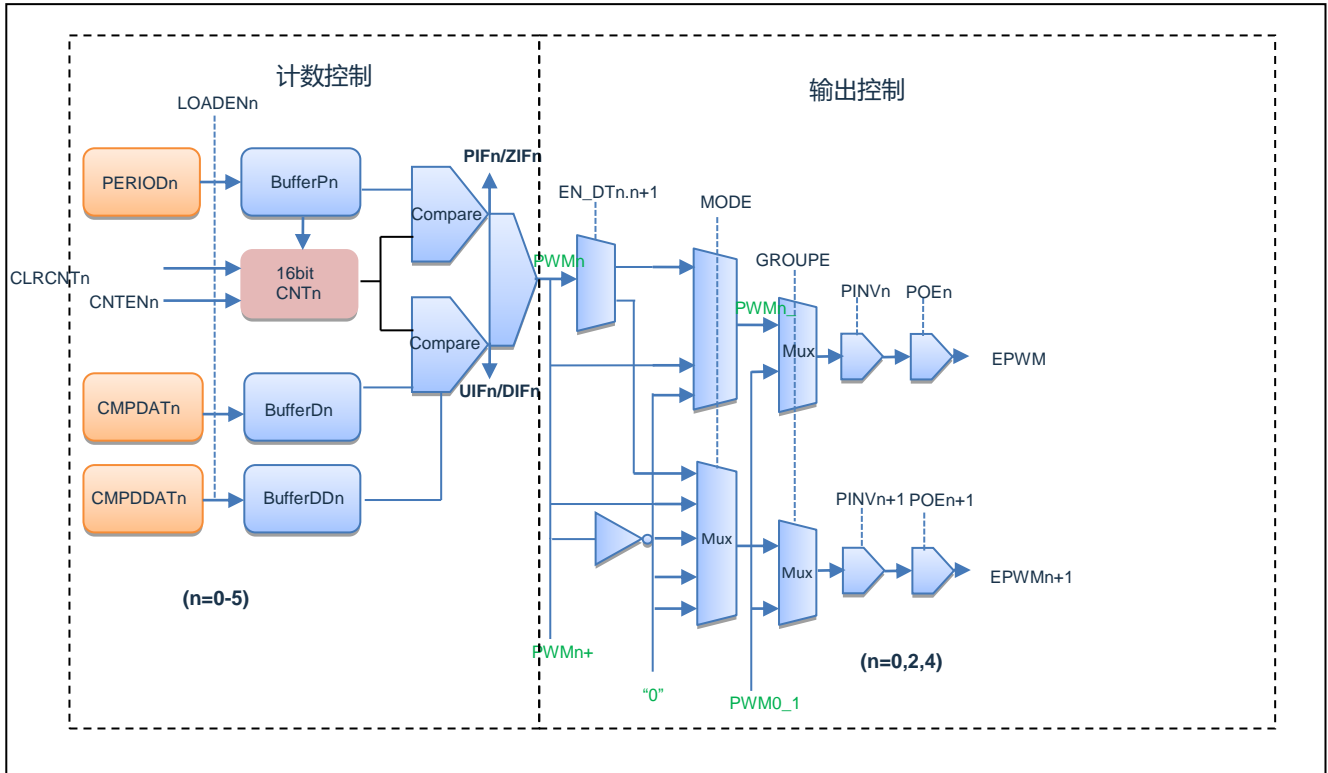 计数控制
输出控制
LOADENn
PERIODn
BufferPn
Compare
PIFn/ZIFn
EN_DTn.n+1
MODE
GROUPE
PWMn
CLRCNTn
CNTENn
16bit
CNTn
PWMn_
PINVn
POEn
Mux
EPWM
Compare
UIFn/DIFn
CMPDATn
BufferDn
CMPDDATn
BufferDDn
Mux
PINVn+1
POEn+1
Mux
EPWMn+1
(n=0-5)
PWMn+
(n=0,2,4)
“0”
PWM0_1